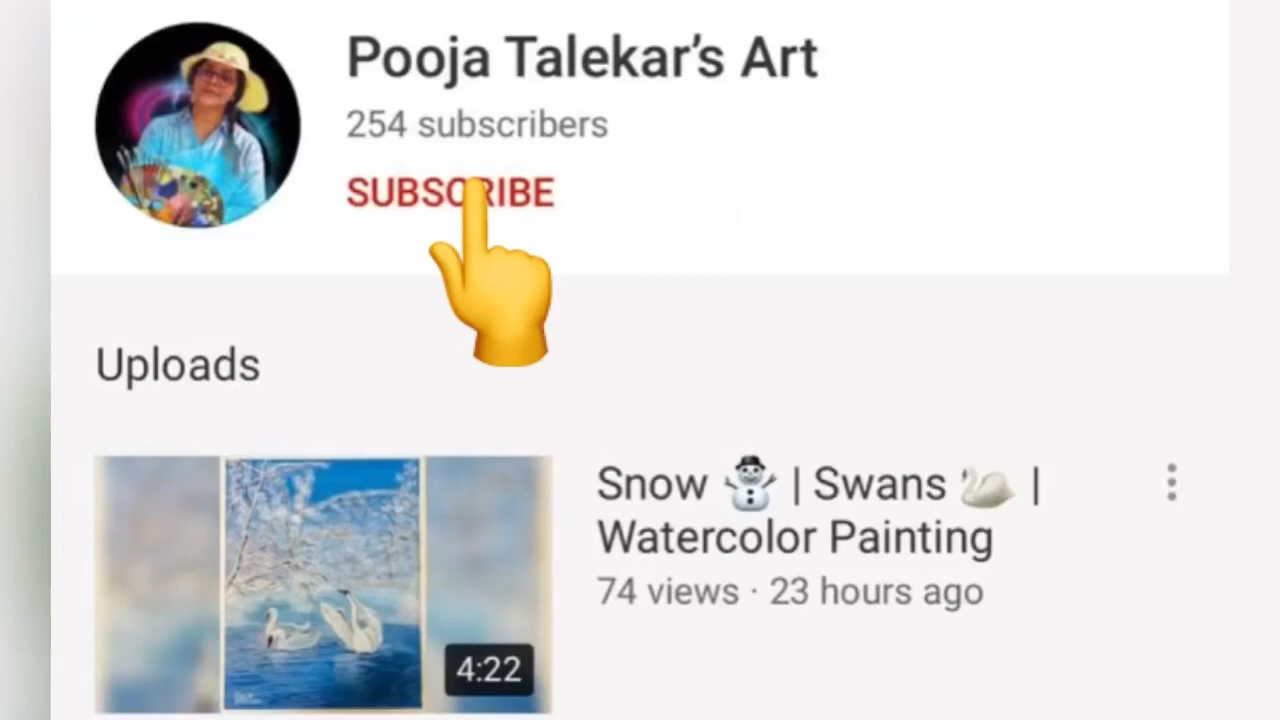 Pooja Talekar’s Art
254 subscribers
SUBSCRIBE
Uploads
Snow ⛄ | Swans 🦢 |
Watercolor Painting
74 views · 23 hours ago
4:22